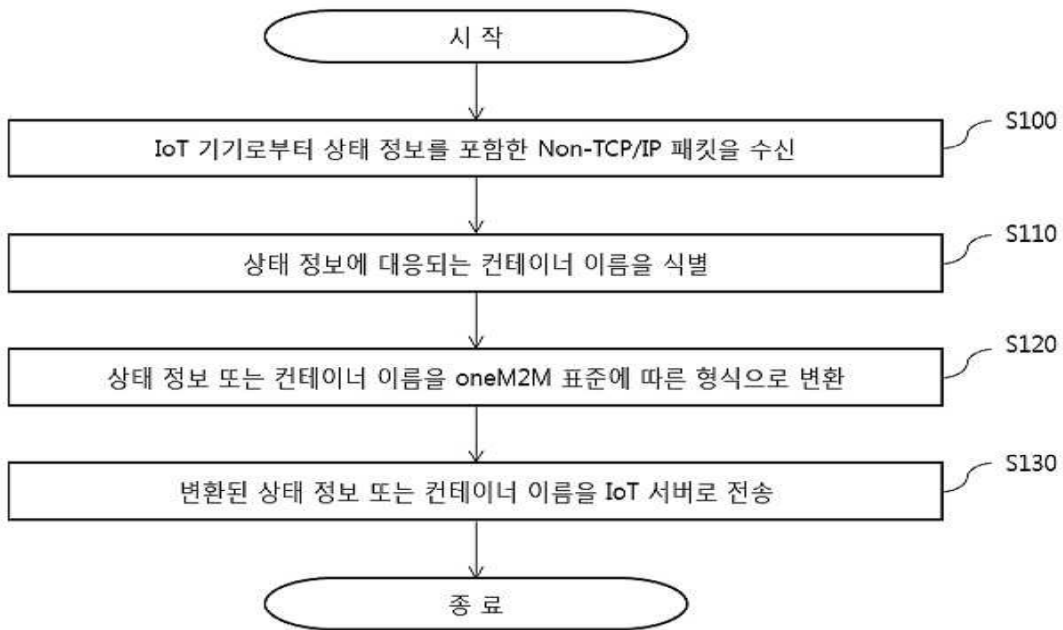 시 작
S100
IoT 기기로부터 상태 정보를 포함한 Non-TCP/IP 패킷을 수신
S110
상태 정보에 대응되는 컨테이너 이름을 식별
S120
상태 정보 또는 컨테이너 이름을 oneM2M 표준에 따른 형식으로 변환
S130
변환된 상태 정보 또는 컨테이너 이름을 IoT 서버로 전송
종 료